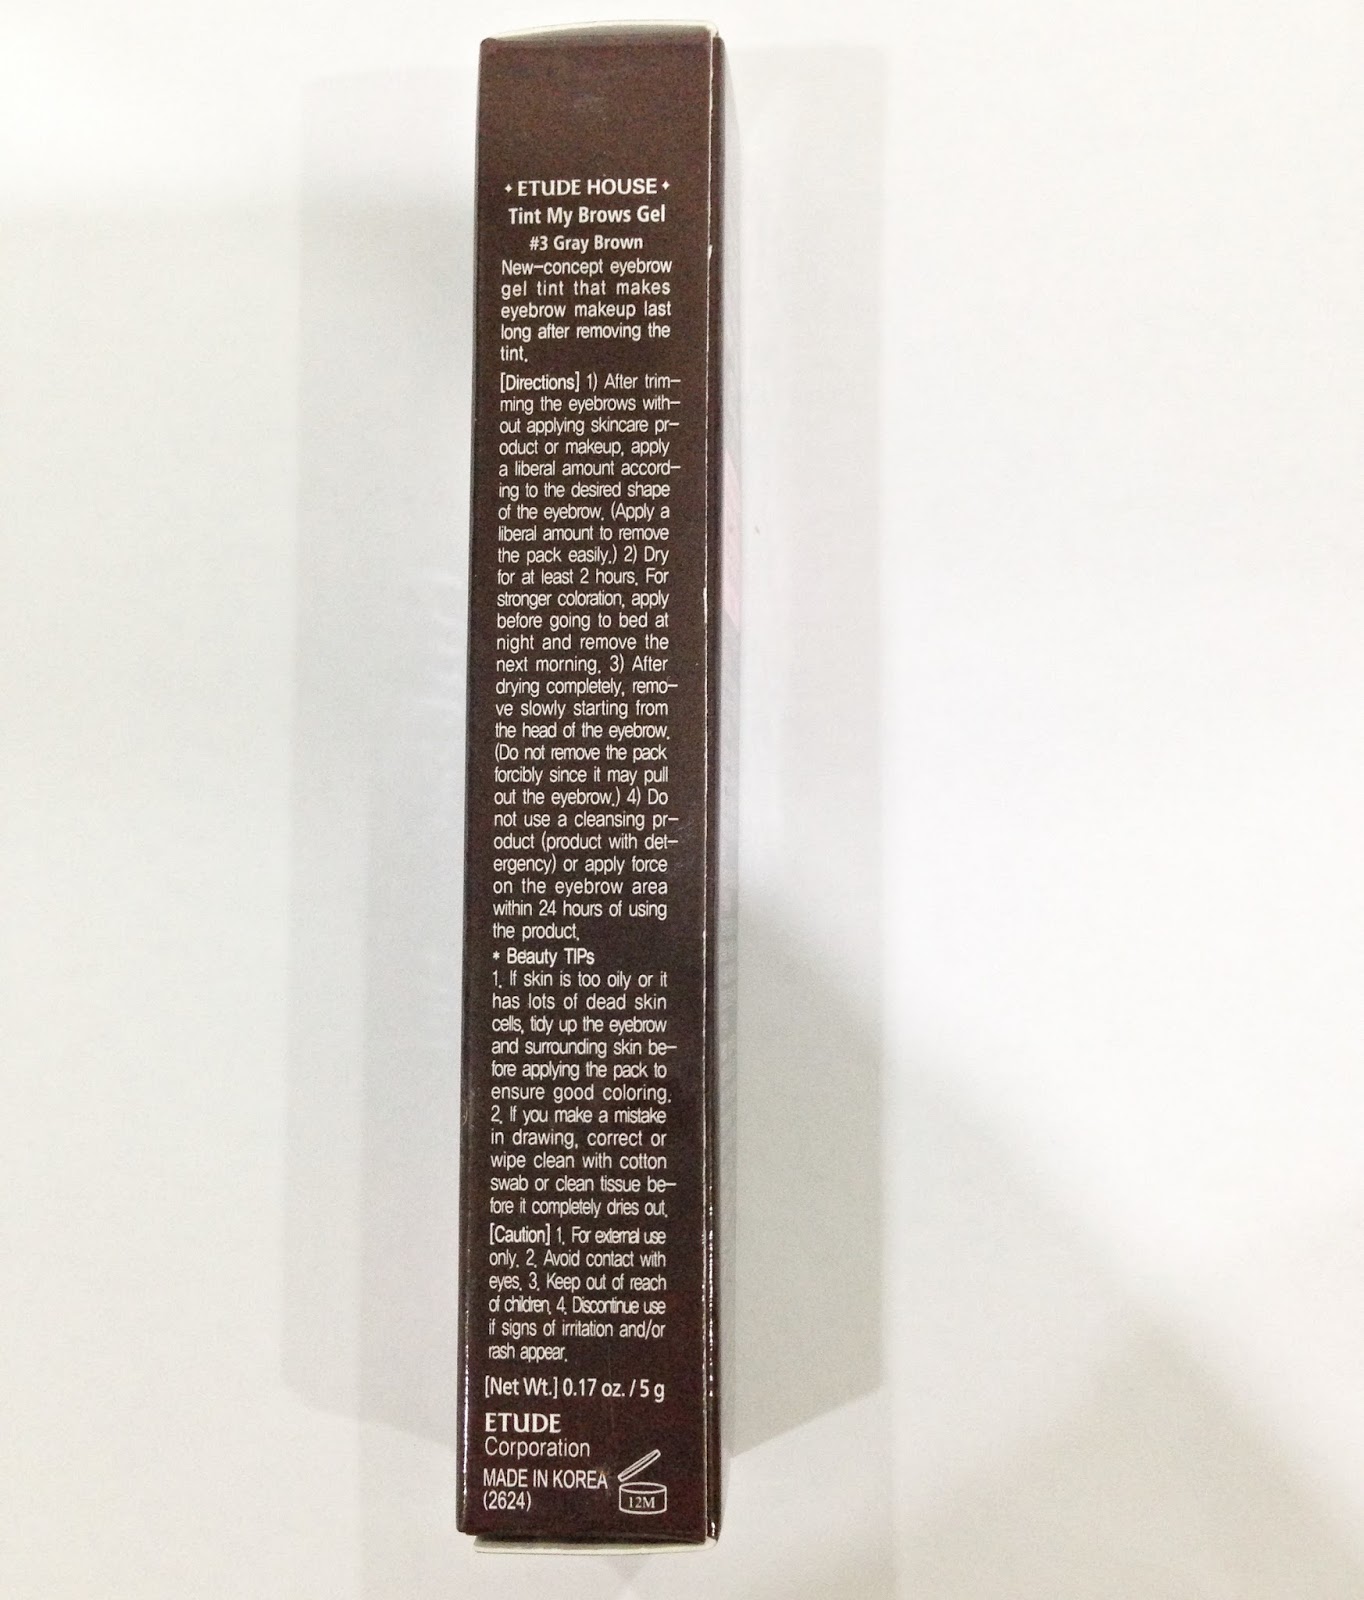 ETUDE HOUSE
Tint My Brows Gel
#3 Gray Brown
New-concept eyebrow
gel tint that makes
eyebrow makeup last
long after removing the
tint.
[Directions] 1) After trim-
ming the eyebrows with-
out applying skincare pr-
oduct or makeup, apply
a liberal amount accord-
ing to the desired shape
of the eyebrow. (Apply a
liberal amount to remove
the pack easily.) 2) Dry
for at least 2 hours. For
stronger coloration, apply
before going to bed at
night and remove the
next morning. 3) After
drying completely, remo-
ve slowly starting from
the head of the eyebrow.
(Do not remove the pack
forcibly since it may pull
out the eyebrow.) 4) Do
not use a cleansing pr-
oduct (product with det-
ergency) or apply force
on the eyebrow area
within 24 hours of using
the product.
* Beauty TIPs
1. If skin is too oily or it
has lots of dead skin
cells, tidy up the eyebrow
and surrounding skin be-
fore applying the pack to
ensure good coloring.
2. If you make a mistake
in drawing, correct or
wipe clean with cotton
swab or clean tissue be-
fore it completely dries out.
[Caution] 1. For external use
only. 2. Avoid contact with
eyes. 3. Keep out of reach
of children. 4. Discontinue use
if signs of irritation and/or
rash appear.
[Net Wt.] 0.17 oz. / 5 g
ETUDE
Corporation
MADE IN KOREA
(2624)
12M